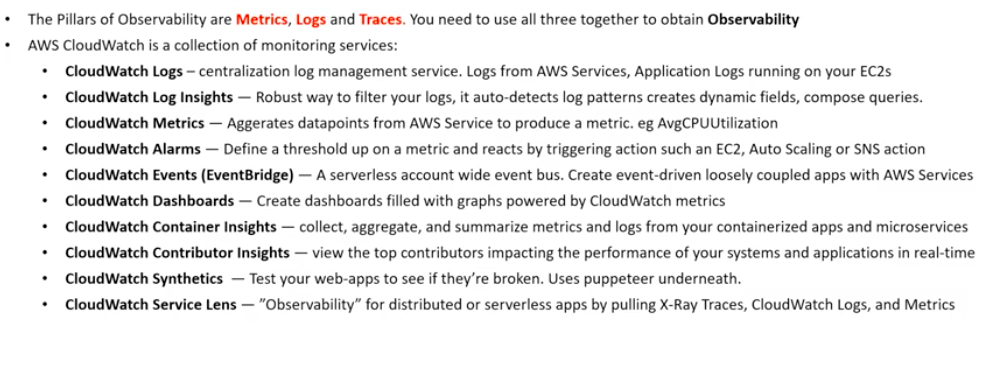 • The Pillars of Observability are Metrics, Logs and Traces. You need to use all three together to obtain Observability
• AWS CloudWatch is a collection of monitoring services:
• CloudWatch Logs – centralization log management service. Logs from AWS Services, Application Logs running on your EC2s
• CloudWatch Log Insights — Robust way to filter your logs, it auto-detects log patterns creates dynamic fields, compose queries.
• CloudWatch Metrics — Aggerates datapoints from AWS Service to produce a metric. eg AvgCPUUtilization
• CloudWatch Alarms — Define a threshold up on a metric and reacts by triggering action such an EC2, Auto Scaling or SNS action
• CloudWatch Events (EventBridge) — A serverless account wide event bus. Create event-driven loosely coupled apps with AWS Services
• CloudWatch Dashboards — Create dashboards filled with graphs powered by CloudWatch metrics
• CloudWatch Container Insights — collect, aggregate, and summarize metrics and logs from your containerized apps and microservices
• CloudWatch Contributor Insights — view the top contributors impacting the performance of your systems and applications in real-time
• CloudWatch Synthetics — Test your web-apps to see if they’re broken. Uses puppeteer underneath.
• CloudWatch Service Lens — ”Observability” for distributed or serverless apps by pulling X-Ray Traces, CloudWatch Logs, and Metrics